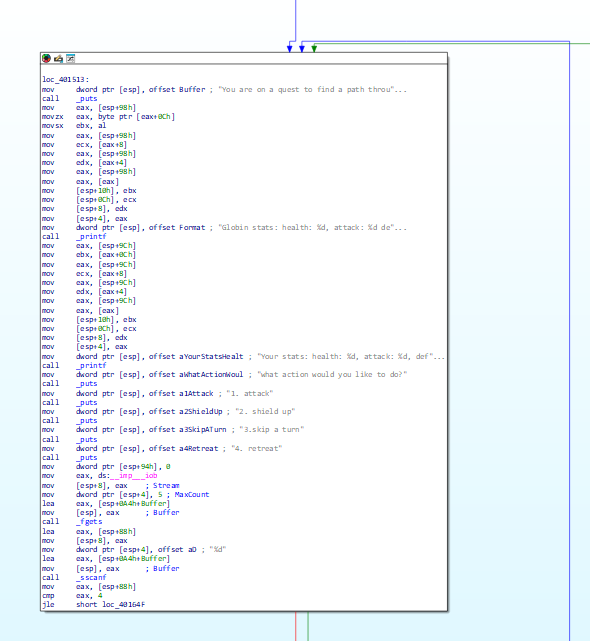 loc_401513:
mov dword ptr [esp], offset Buffer ; "You are on a quest to find a path throu"...
call _puts
mov eax, [esp+98h]
movzx eax, byte ptr [eax+0Ch]
movsx ebx, al
mov eax, [esp+98h]
mov ecx, [eax+8]
mov eax, [esp+98h]
mov edx, [eax+4]
mov eax, [esp+98h]
mov eax, [eax]
mov [esp+10h], ebx
mov [esp+0Ch], ecx
mov [esp+8], edx
mov [esp+4], eax
mov dword ptr [esp], offset Format ; "Globin stats: health: %d, attack: %d de"...
call _printf
mov eax, [esp+9Ch]
mov ebx, [eax+0Ch]
mov eax, [esp+9Ch]
mov ecx, [eax+8]
mov eax, [esp+9Ch]
mov edx, [eax+4]
mov eax, [esp+9Ch]
mov eax, [eax]
mov [esp+10h], ebx
mov [esp+0Ch], ecx
mov [esp+8], edx
mov [esp+4], eax
mov dword ptr [esp], offset aYourStatsHealt ; "Your stats: health: %d, attack: %d, def"...
call _printf
mov dword ptr [esp], offset aWhatActionWoul ; "What action would you like to do?"
call _puts
mov dword ptr [esp], offset a1Attack ; "1. attack"
call _puts
mov dword ptr [esp], offset a2ShieldUp ; "2. shield up"
call _puts
mov dword ptr [esp], offset a3SkipATurn ; "3.skip a turn"
call _puts
mov dword ptr [esp], offset a4Retreat ; "4. retreat"
call _puts
mov dword ptr [esp+94h], 0
mov eax, ds:__imp___iob
mov [esp+8], eax ; Stream
mov dword ptr [esp+4], 5 ; MaxCount
lea eax, [esp+0A4h+Buffer]
mov [esp], eax ; Buffer
call _fgets
lea eax, [esp+88h]
mov [esp+8], eax
mov dword ptr [esp+4], offset aD ; "%d"
lea eax, [esp+0A4h+Buffer]
mov [esp], eax ; Buffer
call _sscanf
mov eax, [esp+88h]
cmp eax, 4
jle short loc_40164F